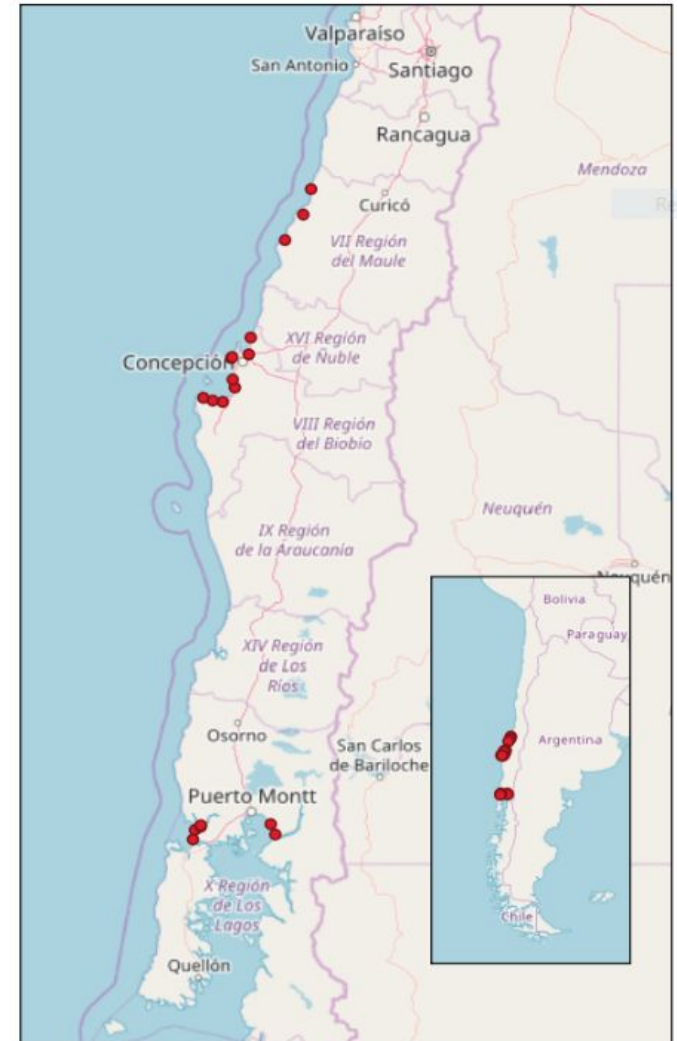 Valparaíso
San Antonio
Santiago
Rancagua
Mendoza
Curicó
VII Región
del Maule
XVI Región
de Ñuble
Concepción
VIII Región
del Biobío
Neuquén
IX Región
de la Araucanía
XIV Región
de Los
Ríos
Osorno
San Carlos
de Bariloche
Puerto Montt
X Región
de Los
Lagos
Quellón
Bolivia
Paraguay
Argentina
Chile